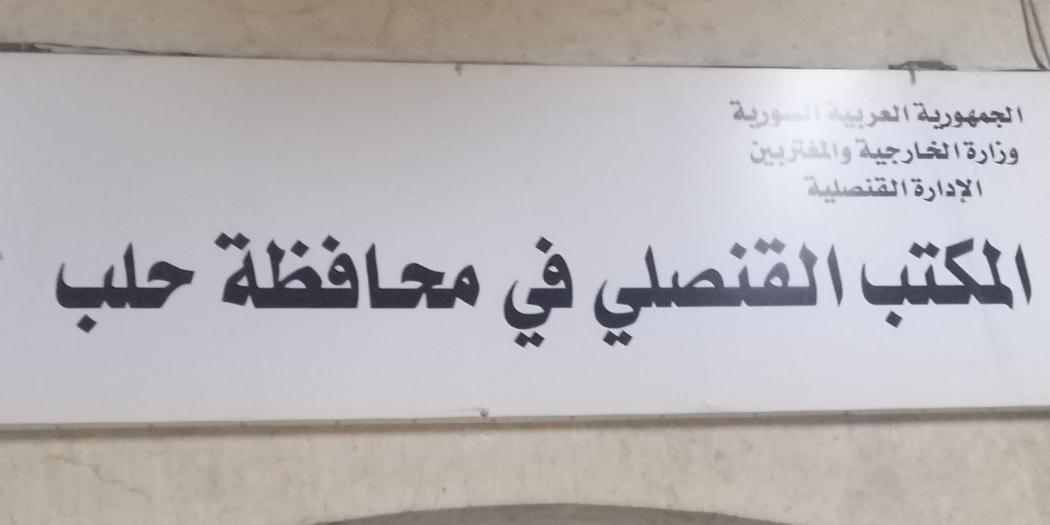 الجمهورية العربية السورية
وزارة الخارجية والمغتربين
الإدارة القنصلية
المكتب القنصلي في محافظة حلب